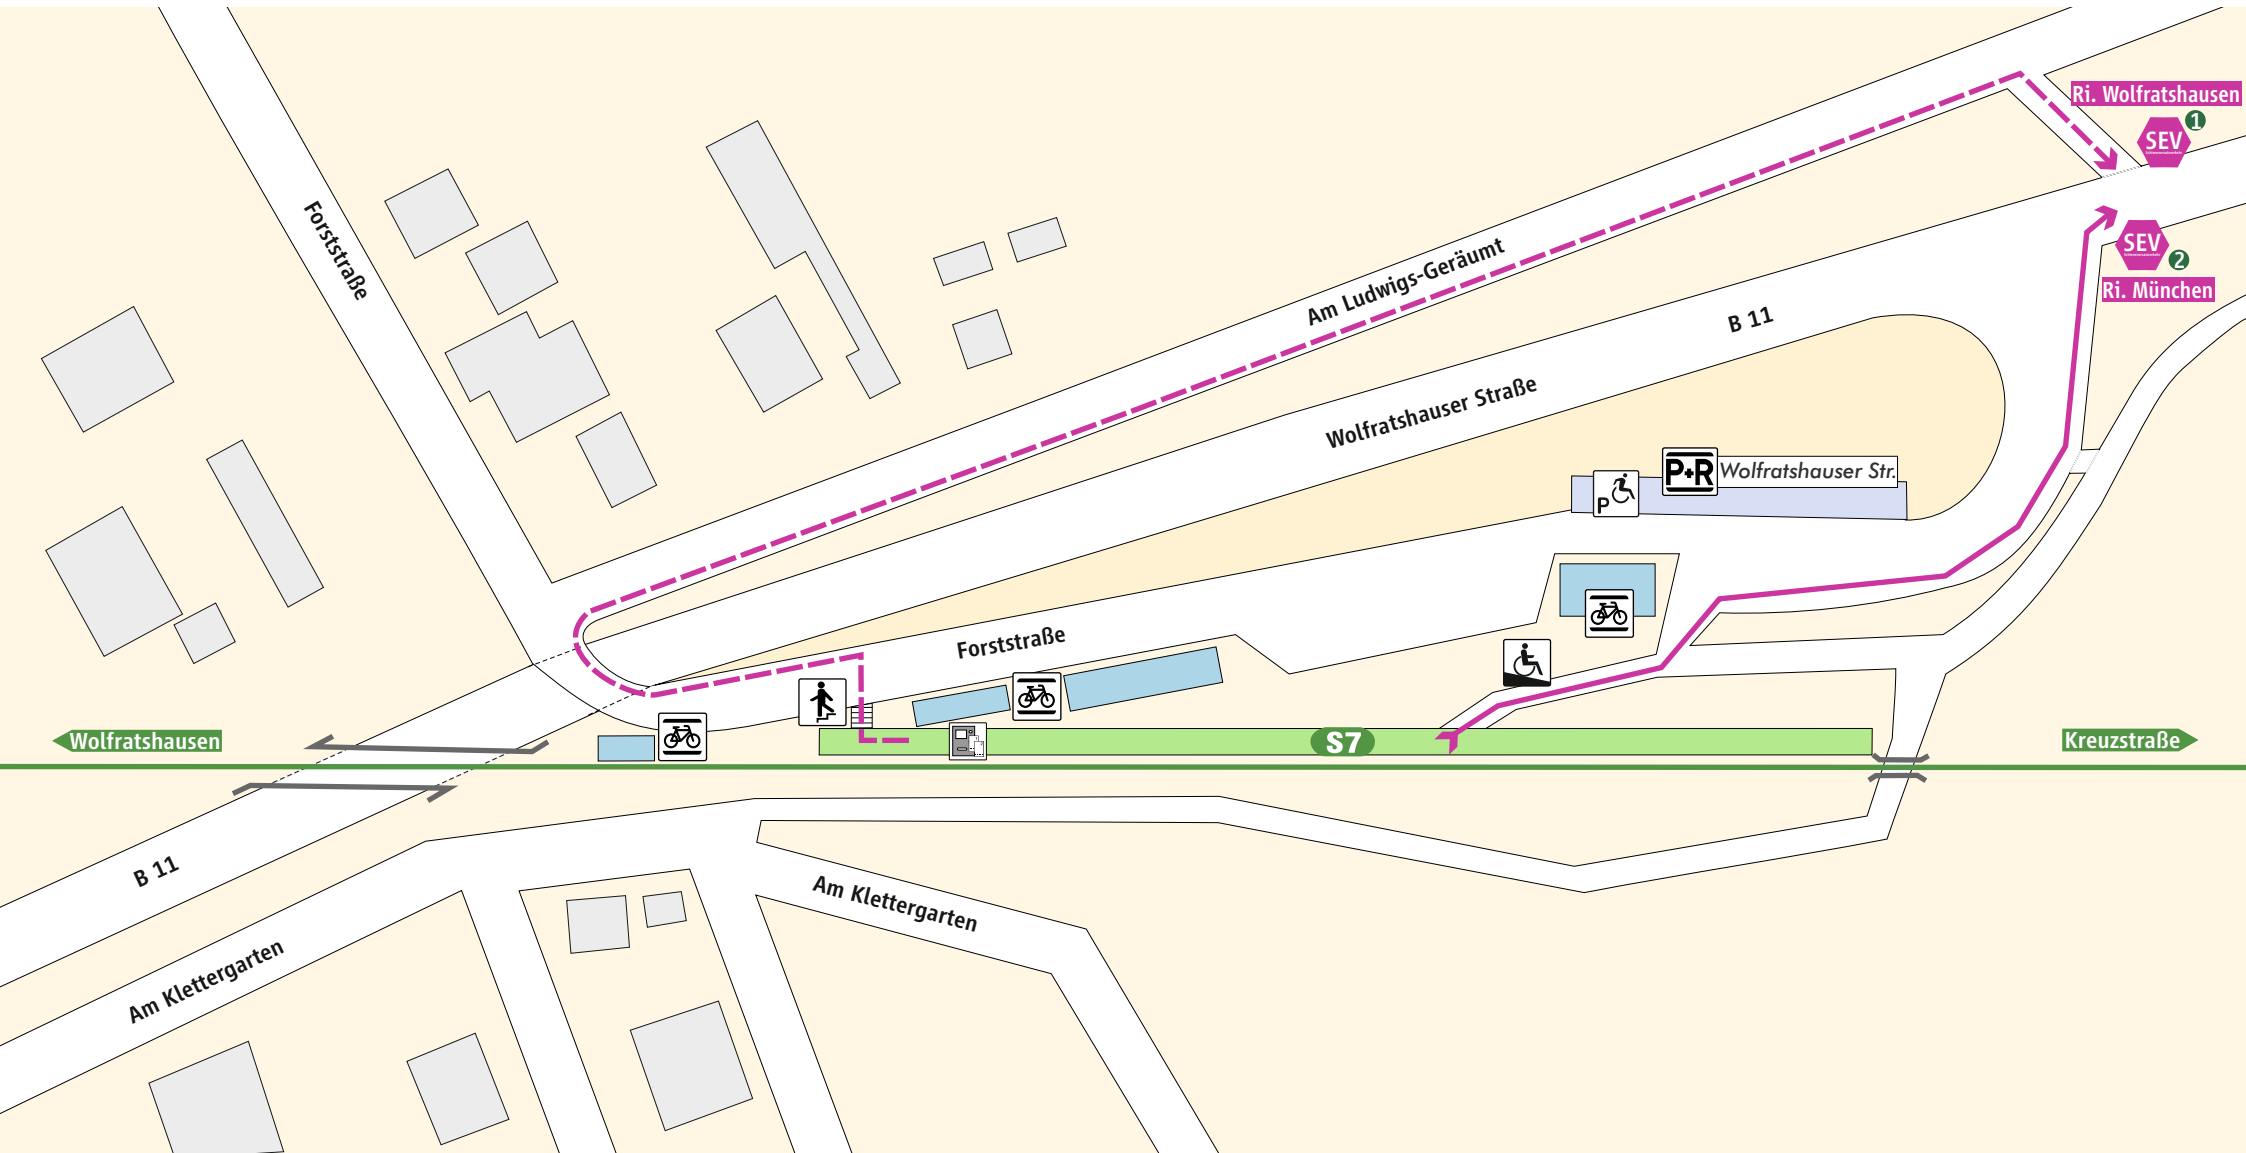 Ri. Wolfratshausen
1
SEV
SEV
2
Ri. München
Forststraße
Am Ludwigs-Geräumt
B 11
Wolfratshauser Straße
P+R Wolfratshauser Str.
P
Forststraße
Wolfratshausen
S7
Kreuzstraße
B 11
Am Klettergarten
Am Klettergarten